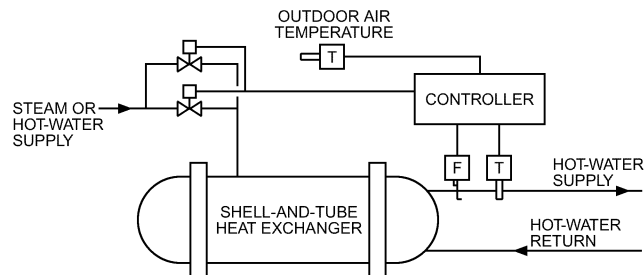 OUTDOOR AIR
TEMPERATURE
T
CONTROLLER
STEAM OR
HOT-WATER
SUPPLY
F
T
HOT-WATER
SUPPLY
SHELL-AND-TUBE
HEAT EXCHANGER
HOT-WATER
RETURN